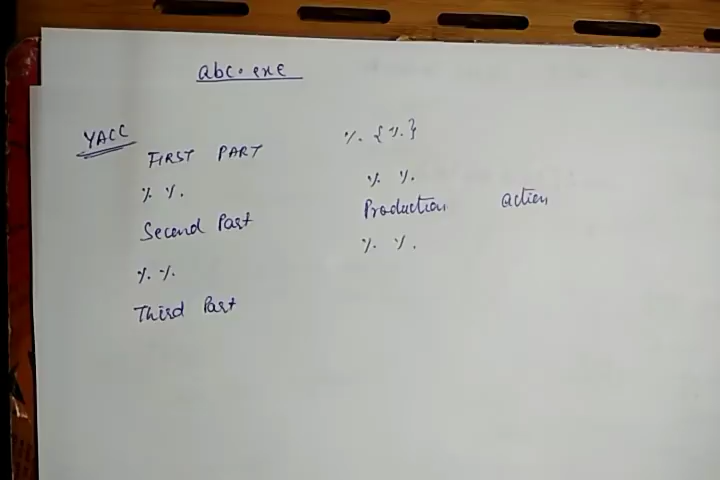 abc.exe
YACC
FIRST PART
%%
Second Part
%%
Third Part
%{%}
%%
Production action
%%